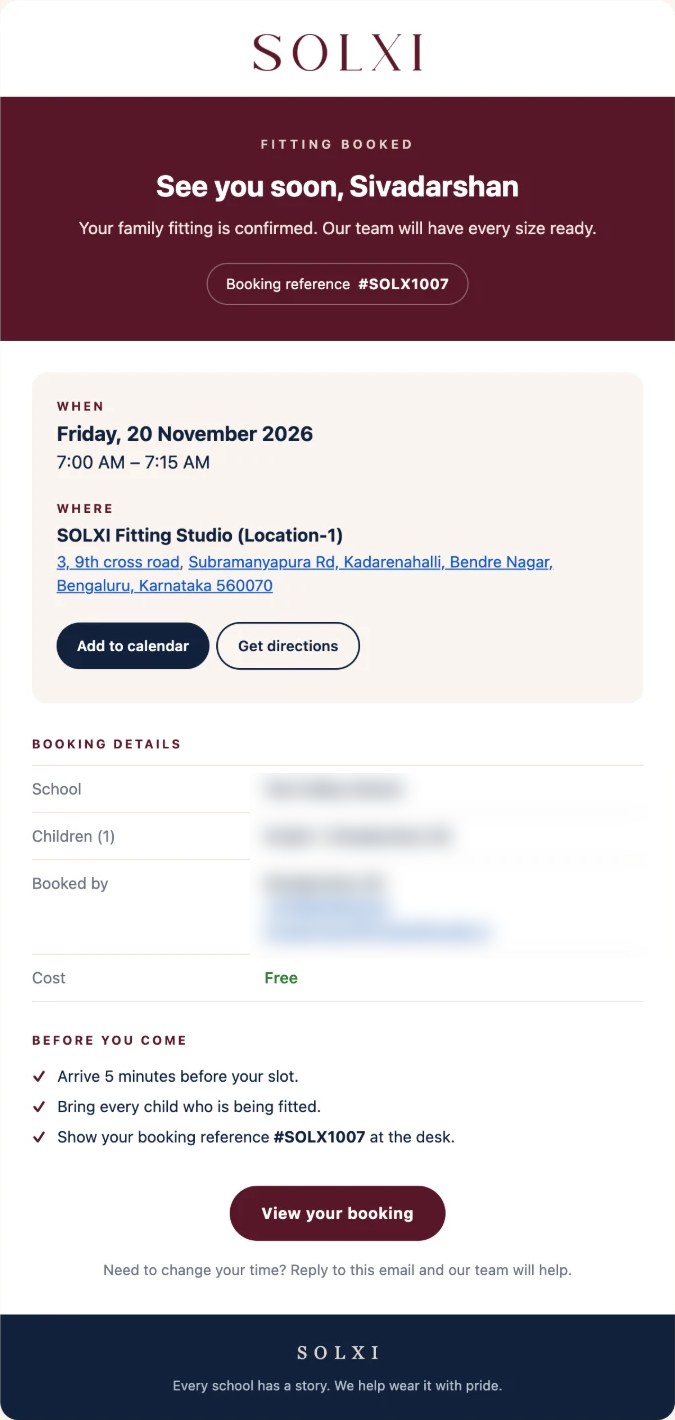 SOLXI
FITTING BOOKED
See you soon, Sivadarshan
Your family fitting is confirmed. Our team will have every size ready.
Booking reference #SOLX1007
WHEN
Friday, 20 November 2026
7:00 AM – 7:15 AM
WHERE
SOLXI Fitting Studio (Location-1)
3, 9th cross road, Subramanyapura Rd, Kadarenahalli, Bendre Nagar,
Bengaluru, Karnataka 560070
Add to calendar Get directions
BOOKING DETAILS
School
Children (1)
Booked by
Cost Free
BEFORE YOU COME
Arrive 5 minutes before your slot.
Bring every child who is being fitted.
Show your booking reference #SOLX1007 at the desk.
View your booking
Need to change your time? Reply to this email and our team will help.
SOLXI
Every school has a story. We help wear it with pride.